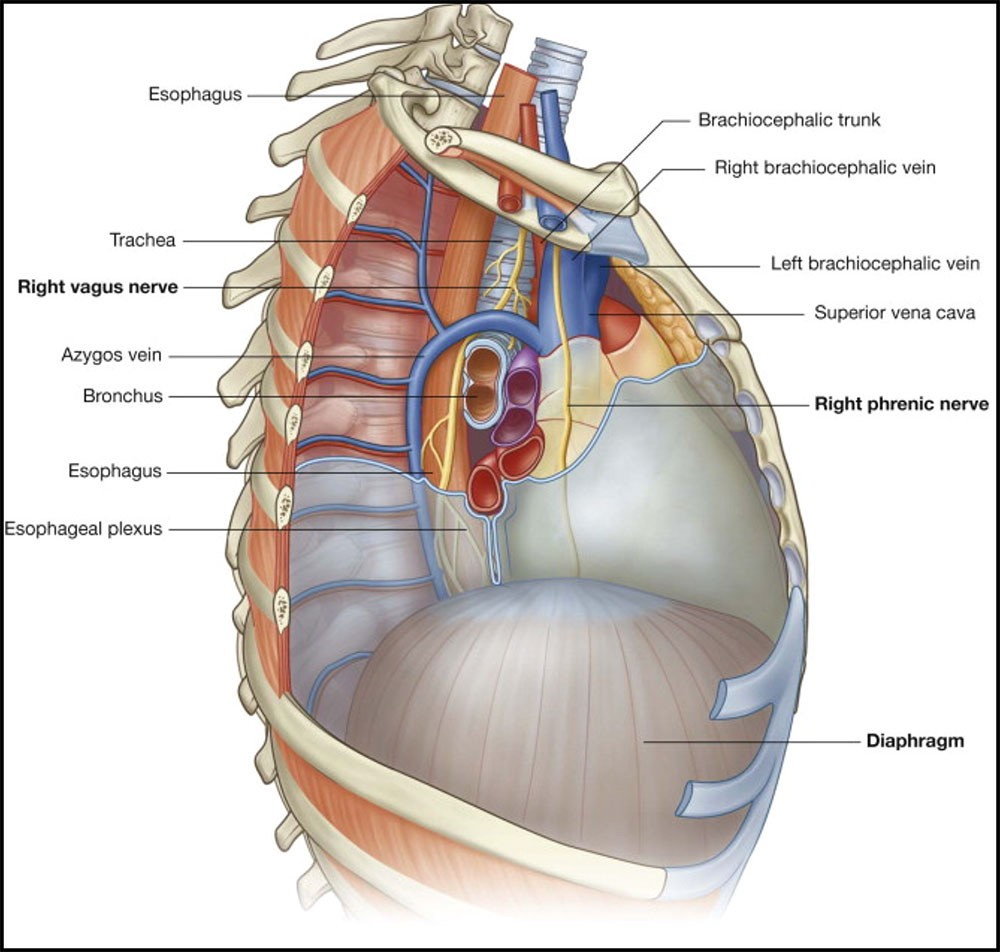 Esophagus
Brachiocephalic trunk
Right brachiocephalic vein
Trachea
Left brachiocephalic vein
Right vagus nerve
Superior vena cava
Azygos vein
Bronchus
Right phrenic nerve
Esophagus
Esophageal plexus
Diaphragm